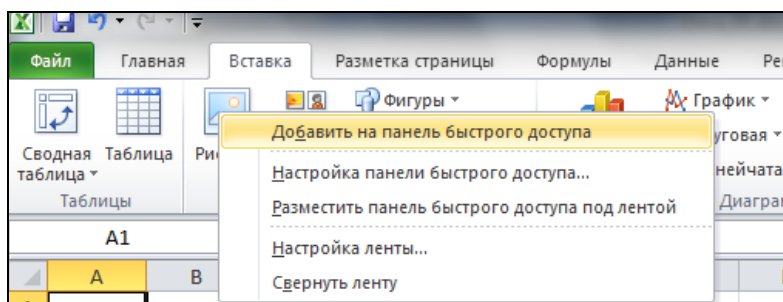 Файл Главная Вставка Разметка страницы Формулы Данные
Фигуры График
Добавить на панель быстрого доступа
Сводная таблица Таблица
Настройка панели быстрого доступа...
Таблицы
Разместить панель быстрого доступа под лентой
A1
Настройка ленты...
A B
Свернуть ленту